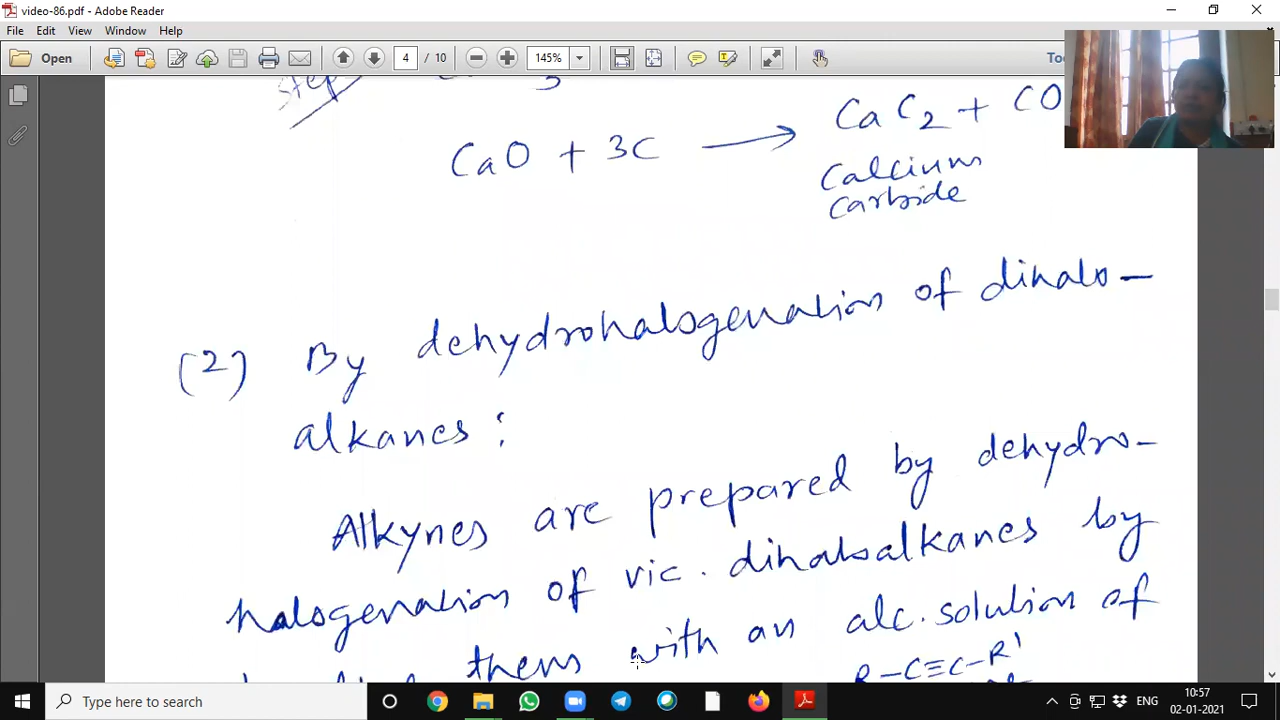 video-86.pdf - Adobe Reader
File Edit View Window Help
Open 4 / 10 145% Too
Step
CaO + 3C → CaC₂ + CO
Calcium
carbide
(2) By dehydrohalogenation of dihalo-
alkanes :
Alkynes are prepared by dehydro-
halogenation of vic. dihaloalkanes by
them with an alc. solution of
R-C≡C-R'
Type here to search
ENG
10:57
02-01-2021